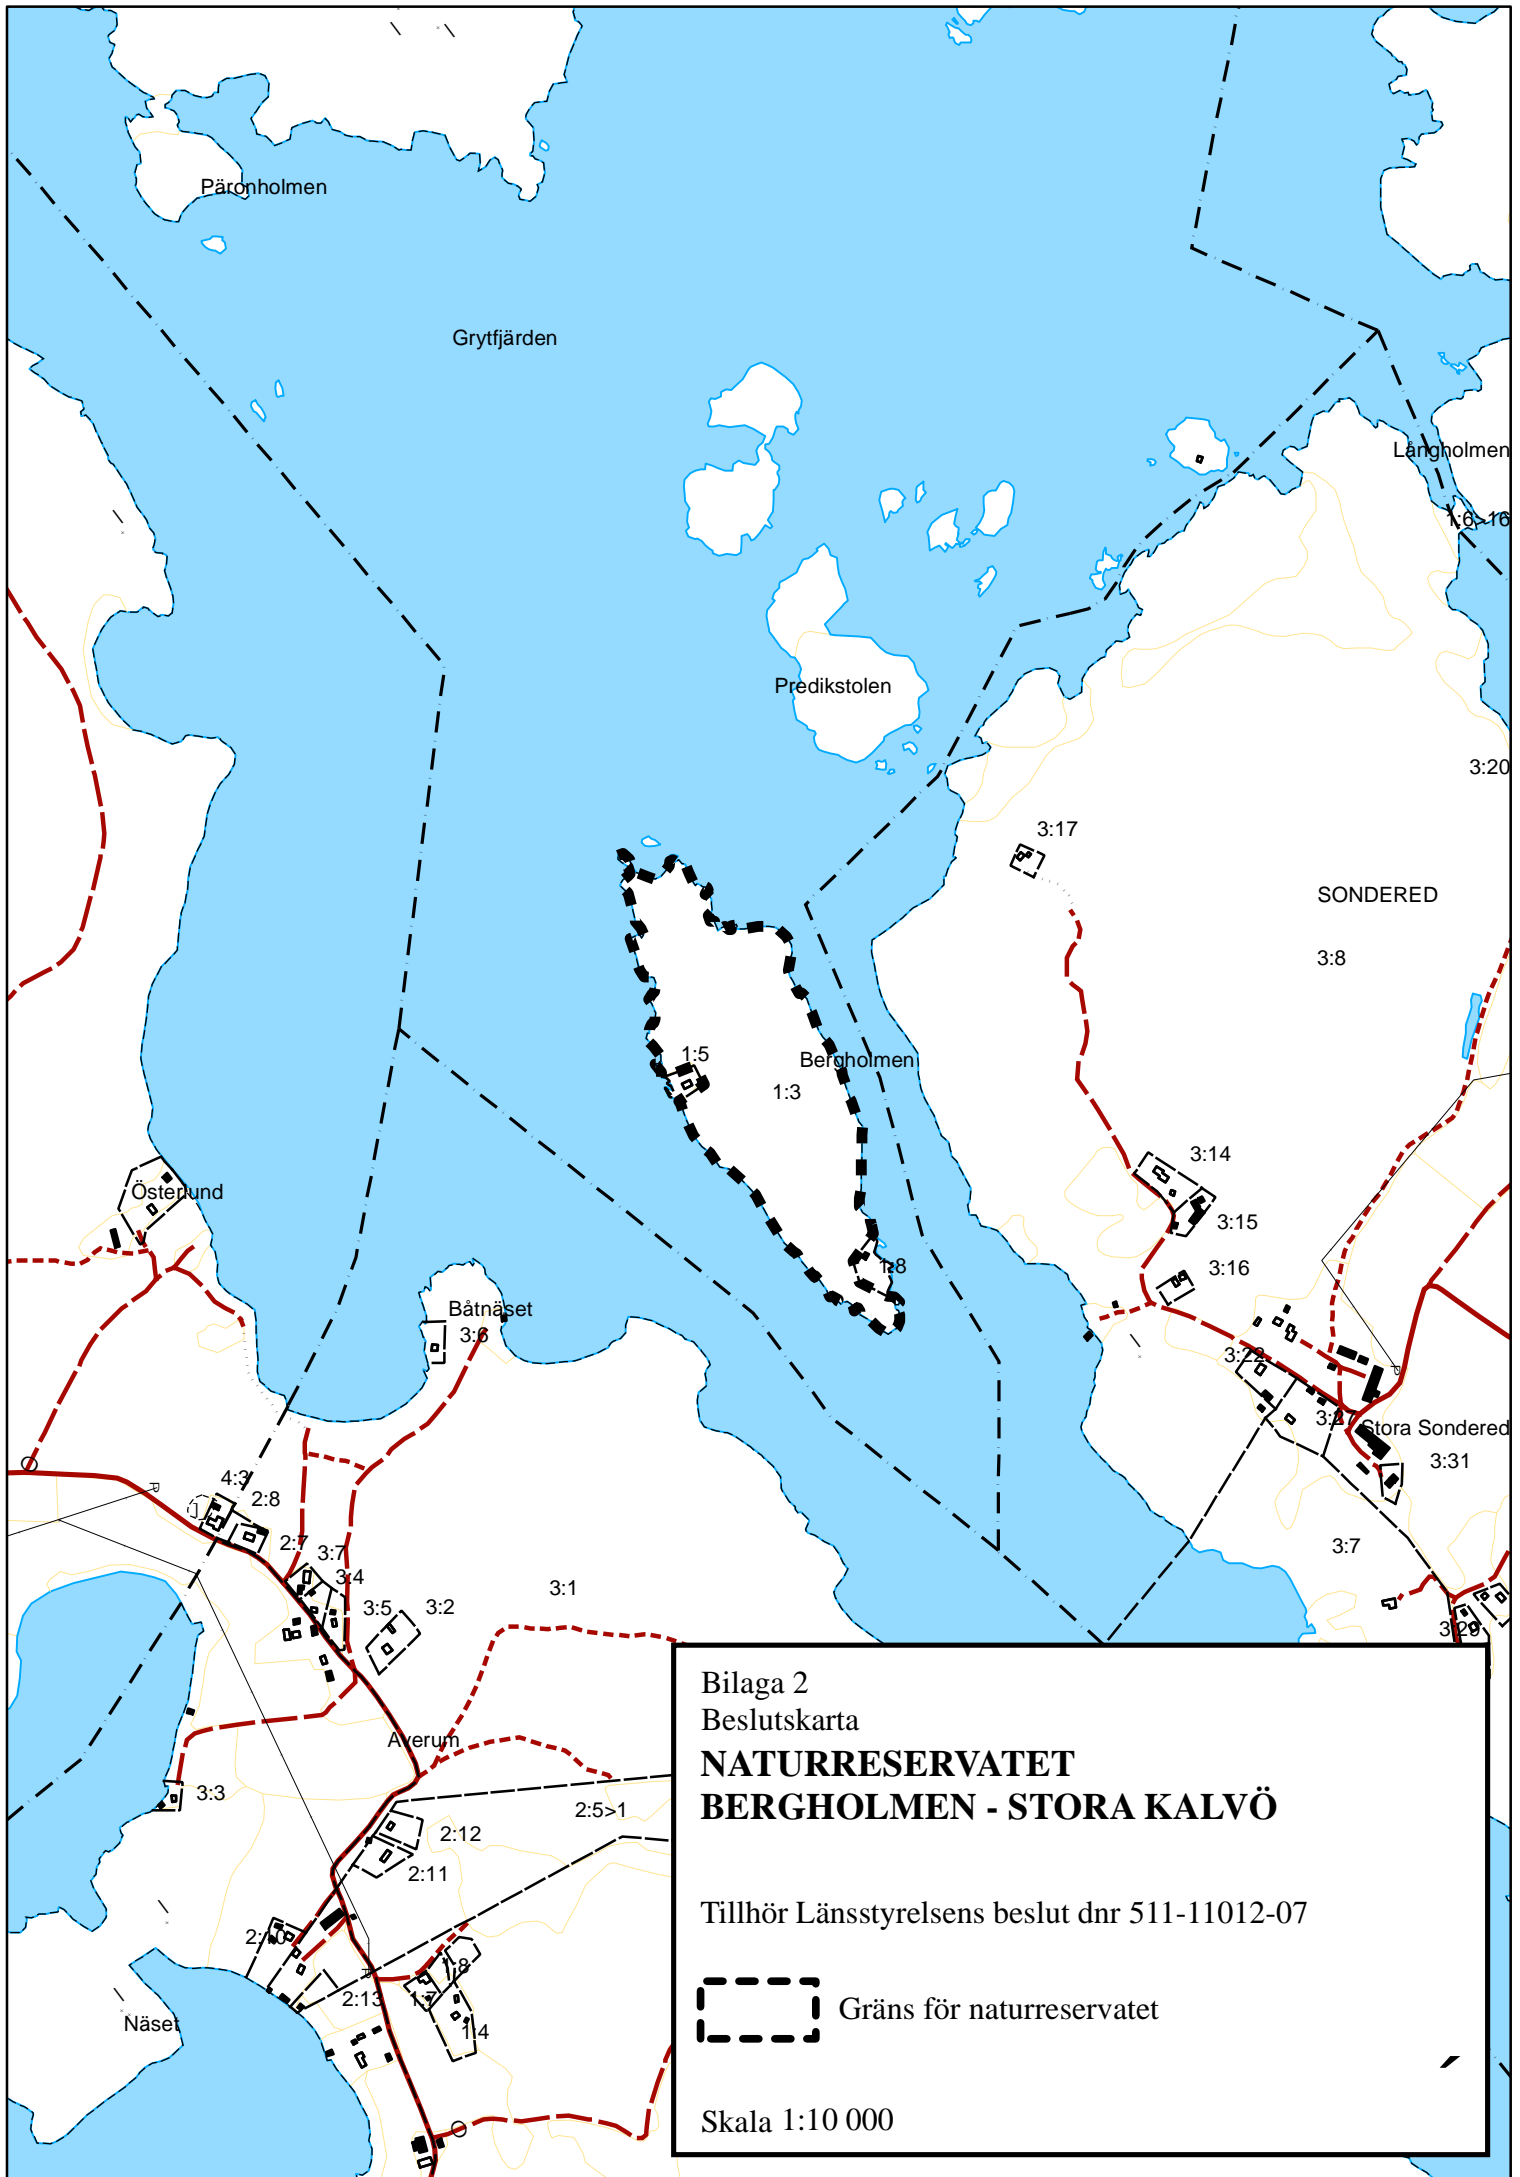 Päronholmen
Grytfjärden
Långholmen
1:6>16
Predikstolen
3:20
3:17
SONDERED
3:8
1:5
Bergholmen
1:3
3:14
Österlund
3:15
1:8
3:16
Båtnäset
3:6
3:22
3:27
Stora Sondered
3:31
4:3
2:8
2:7
3:7
3:7
3:4
3:1
3:5
3:2
Averum
3:3
2:5>1
2:12
2:11
2:10
1:8
2:13
1:7
Näset
1:4
Bilaga 2
Beslutskarta
NATURRESERVATET
BERGHOLMEN - STORA KALVÖ
Tillhör Länsstyrelsens beslut dnr 511-11012-07
Gräns för naturreservatet
Skala 1:10 000